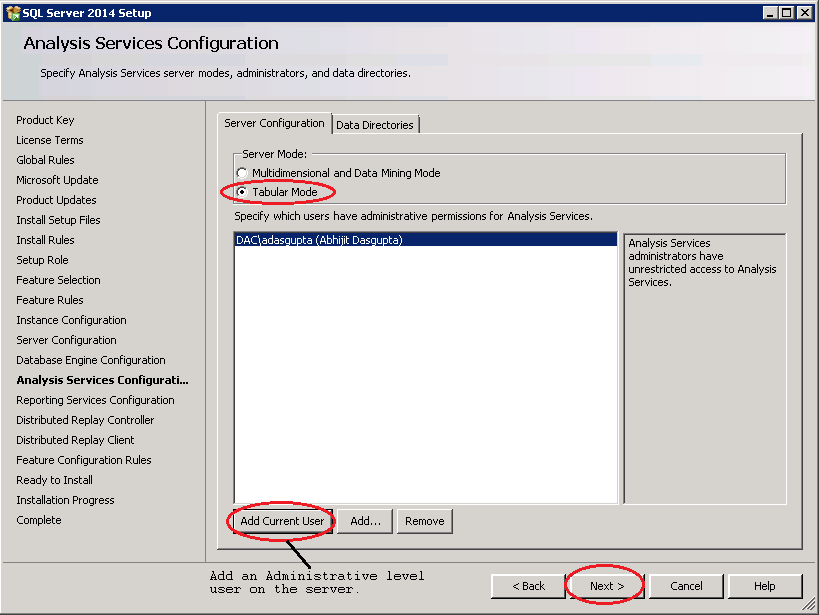 SQL Server 2014 Setup
Analysis Services Configuration
Specify Analysis Services server modes, administrators, and data directories.
Product Key
License Terms
Global Rules
Microsoft Update
Product Updates
Install Setup Files
Install Rules
Setup Role
Feature Selection
Feature Rules
Instance Configuration
Server Configuration
Database Engine Configuration
Analysis Services Configurati...
Reporting Services Configuration
Distributed Replay Controller
Distributed Replay Client
Feature Configuration Rules
Ready to Install
Installation Progress
Complete
Server Configuration
Data Directories
Server Mode:
Multidimensional and Data Mining Mode
Tabular Mode
Specify which users have administrative permissions for Analysis Services.
DAC\adasgupta (Abhijit Dasgupta)
Analysis Services
administrators have
unrestricted access to Analysis
Services.
Add Current User
Add...
Remove
Add an Administrative level
user on the server.
< Back
Next >
Cancel
Help